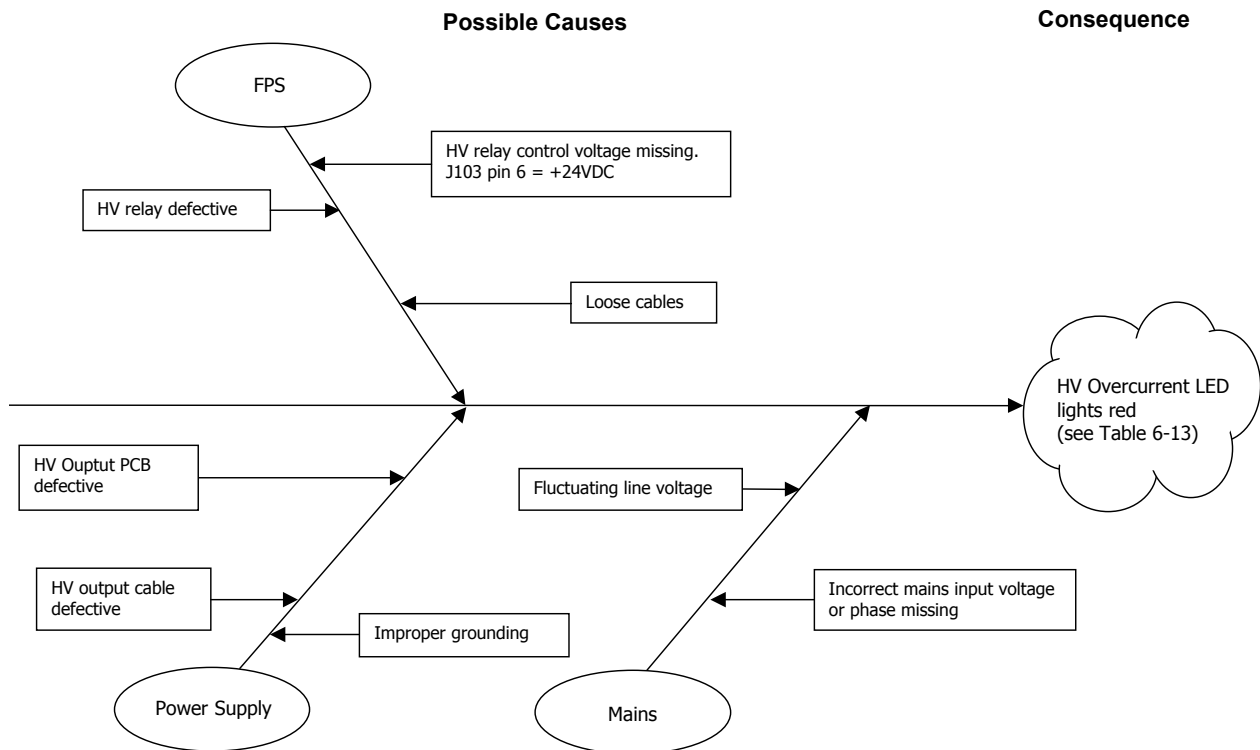 Possible Causes
Consequence
FPS
HV relay control voltage missing.
J103 pin 6 = +24VDC
HV relay defective
Loose cables
HV Overcurrent LED
lights red
(see Table 6-13)
HV Ouptut PCB
defective
Fluctuating line voltage
HV output cable
defective
Incorrect mains input voltage
or phase missing
Improper grounding
Power Supply
Mains